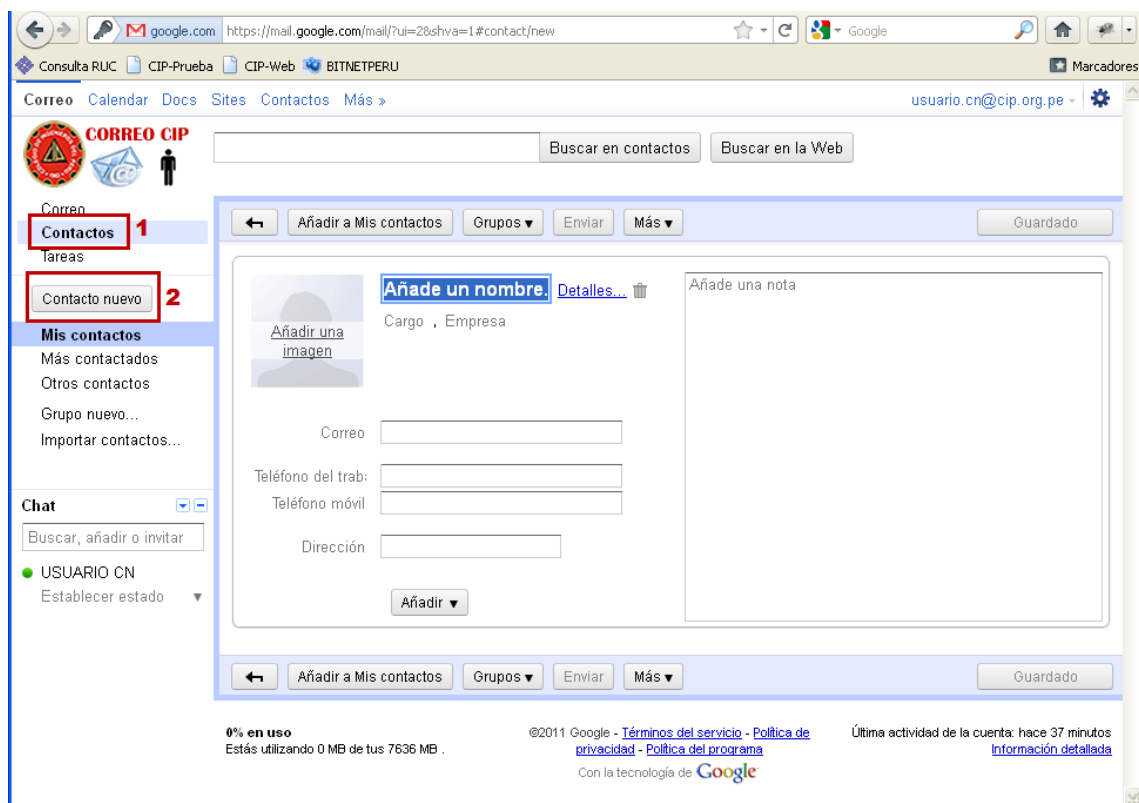 google.com https://mail.google.com/mail/?ui=2&shva=1#contact/new Google
Consulta RUC CIP-Prueba CIP-Web BITNETPERU Marcadores
Correo Calendar Docs Sites Contactos Más » usuario.cn@cip.org.pe
CORREO CIP
Buscar en contactos Buscar en la Web
Correo
Contactos 1
Tareas
Contacto nuevo 2
Mis contactos
Más contactados
Otros contactos
Grupo nuevo...
Importar contactos...
Chat
Buscar, añadir o invitar
USUARIO CN
Establecer estado
Añadir a Mis contactos Grupos Enviar Más Guardado
Añadir una
imagen
Añade un nombre. Detalles...
Cargo , Empresa
Añade una nota
Correo
Teléfono del trab:
Teléfono móvil
Dirección
Añadir
Añadir a Mis contactos Grupos Enviar Más Guardado
0% en uso
Estás utilizando 0 MB de tus 7636 MB .
©2011 Google - Términos del servicio - Política de
privacidad - Política del programa
Con la tecnología de Google
Última actividad de la cuenta: hace 37 minutos
Información detallada